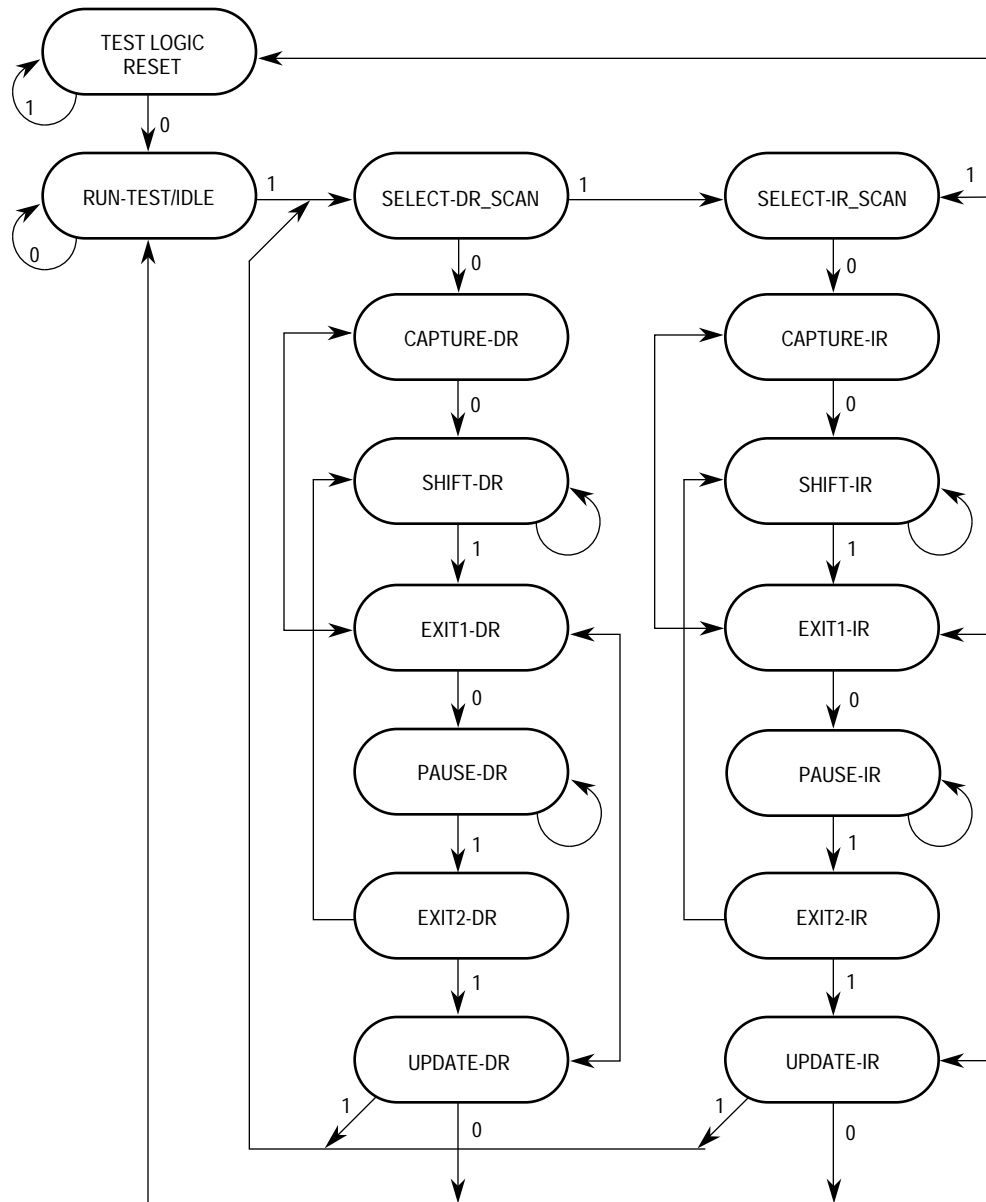 TEST LOGIC
RESET
1
0
RUN-TEST/IDLE
1
SELECT-DR_SCAN
1
SELECT-IR_SCAN
1
0
0
0
CAPTURE-DR
CAPTURE-IR
0
0
SHIFT-DR
SHIFT-IR
1
1
EXIT1-DR
EXIT1-IR
0
0
PAUSE-DR
PAUSE-IR
1
1
EXIT2-DR
EXIT2-IR
1
1
UPDATE-DR
UPDATE-IR
1
0
1
0